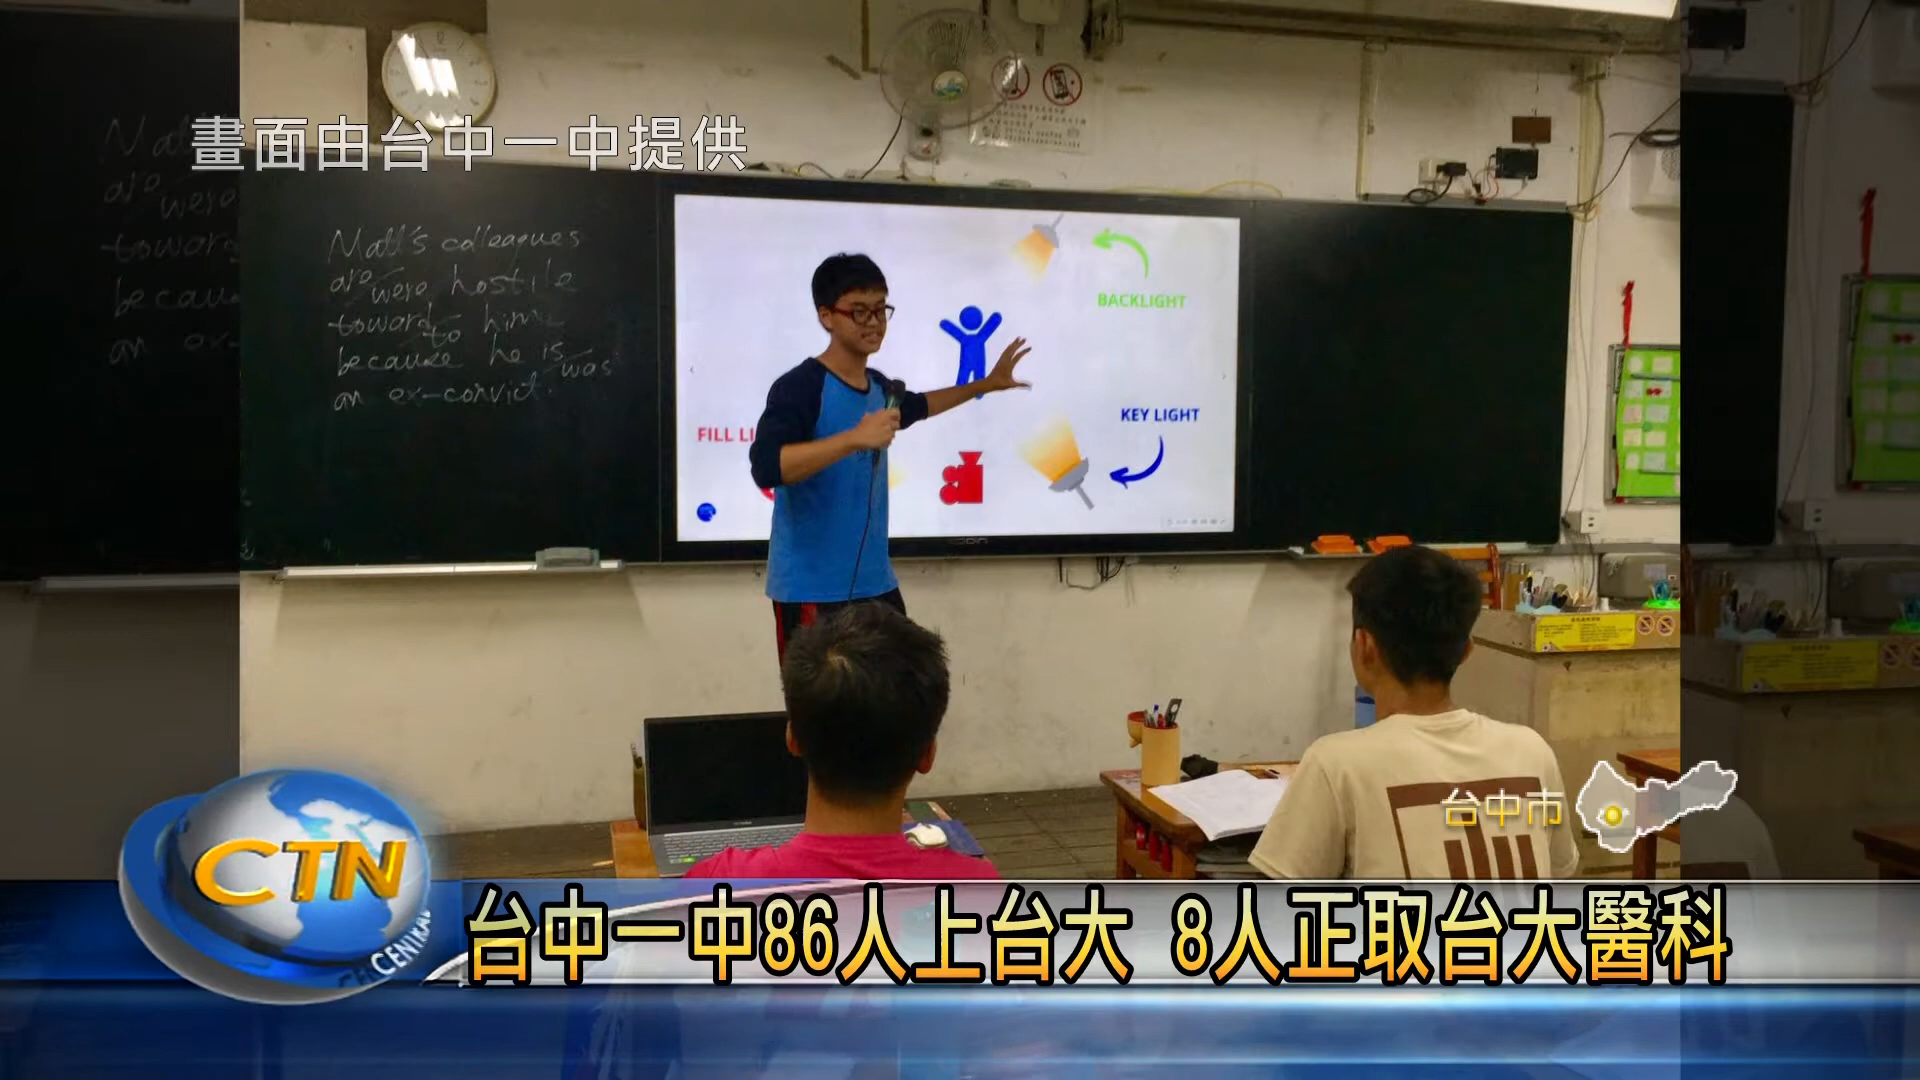 畫面由台中一中提供
Matt's colleagues
are were hostile
toward to him
because he is was
an ex-convict.
BACKLIGHT
KEY LIGHT
FILL LI
台中市
CTN
台中一中86人上台大 8人正取台大醫科